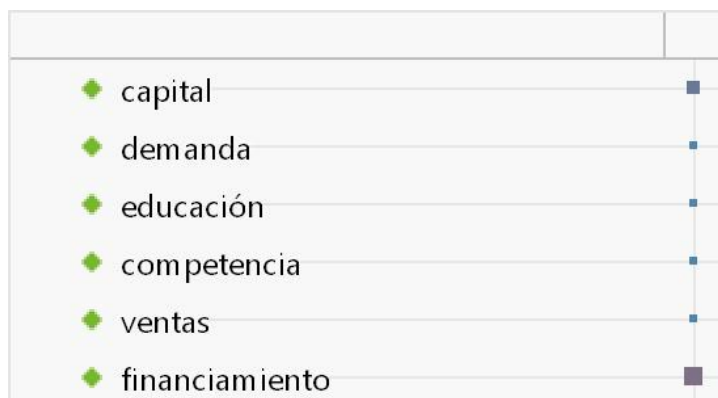 capital
demanda
educación
competencia
ventas
financiamiento